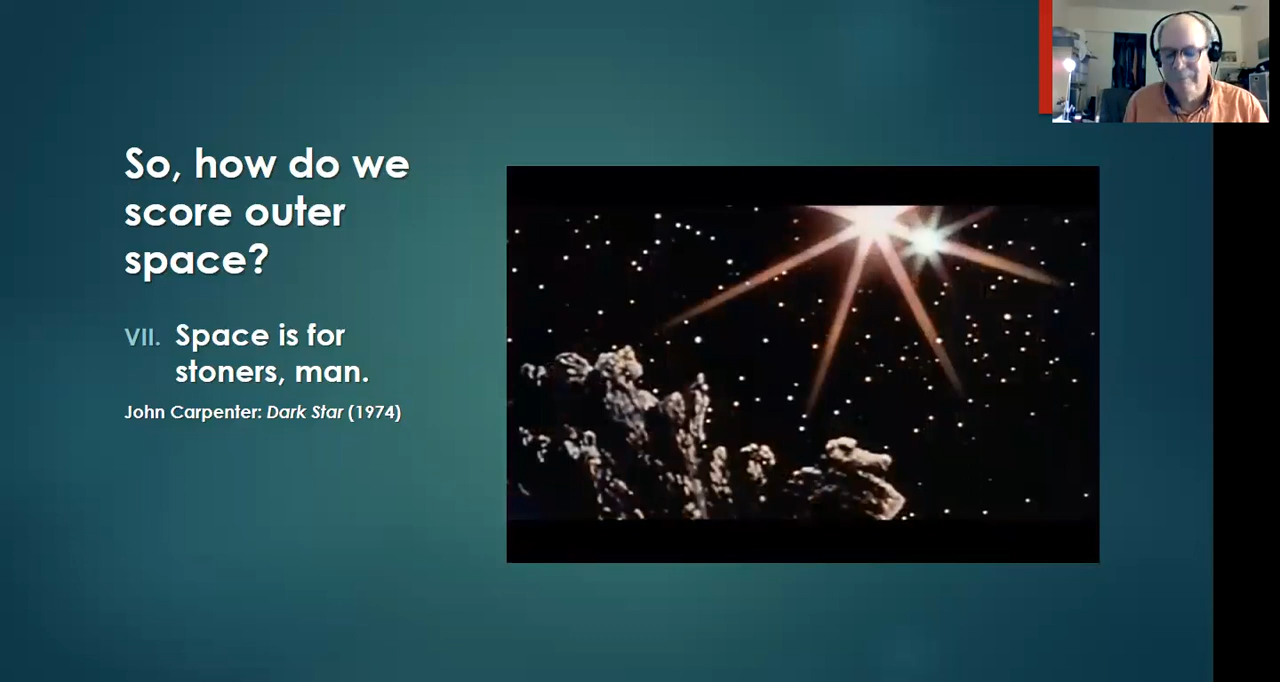 So, how do we
score outer
space?
VII. Space is for
stoners, man.
John Carpenter: Dark Star (1974)